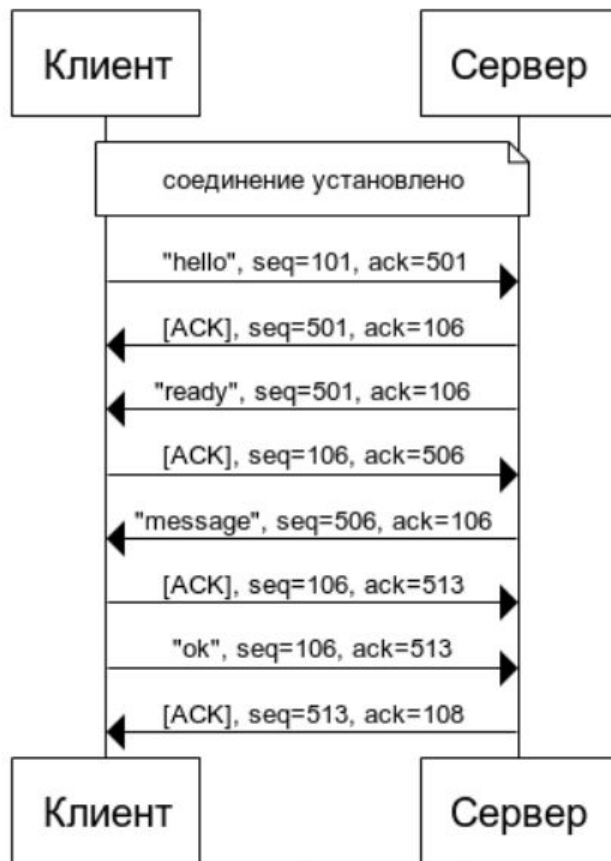 Клиент
Сервер
соединение установлено
"hello", seq=101, ack=501
[ACK], seq=501, ack=106
"ready", seq=501, ack=106
[ACK], seq=106, ack=506
"message", seq=506, ack=106
[ACK], seq=106, ack=513
"ok", seq=106, ack=513
[ACK], seq=513, ack=108
Клиент
Сервер